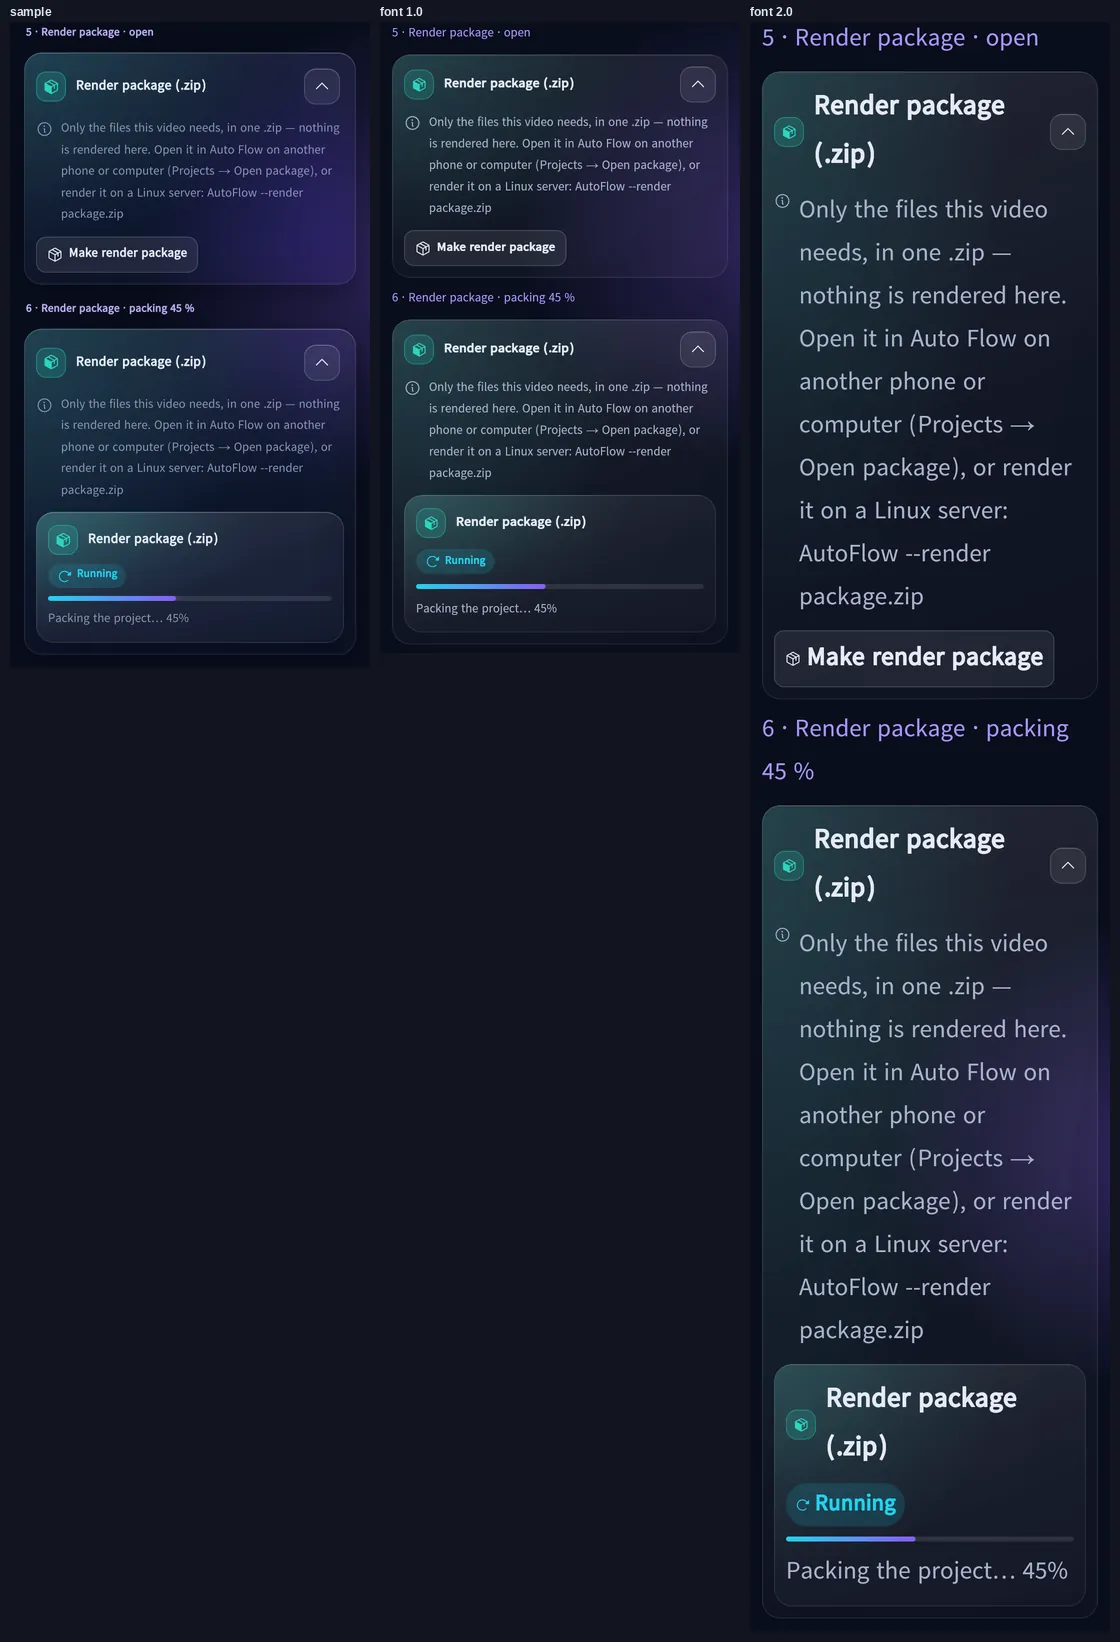 sample
5 · Render package · open
Render package (.zip)
Only the files this video needs, in one .zip — nothing
is rendered here. Open it in Auto Flow on another
phone or computer (Projects → Open package), or
render it on a Linux server: AutoFlow --render
package.zip
Make render package
6 · Render package · packing 45 %
Render package (.zip)
Only the files this video needs, in one .zip — nothing
is rendered here. Open it in Auto Flow on another
phone or computer (Projects → Open package), or
render it on a Linux server: AutoFlow --render
package.zip
Render package (.zip)
Running
Packing the project... 45%
font 1.0
5 · Render package · open
Render package (.zip)
Only the files this video needs, in one .zip — nothing
is rendered here. Open it in Auto Flow on another
phone or computer (Projects → Open package), or
render it on a Linux server: AutoFlow --render
package.zip
Make render package
6 · Render package · packing 45 %
Render package (.zip)
Only the files this video needs, in one .zip — nothing
is rendered here. Open it in Auto Flow on another
phone or computer (Projects → Open package), or
render it on a Linux server: AutoFlow --render
package.zip
Render package (.zip)
Running
Packing the project... 45%
font 2.0
5 · Render package · open
Render package
(.zip)
Only the files this video
needs, in one .zip —
nothing is rendered here.
Open it in Auto Flow on
another phone or
computer (Projects →
Open package), or render
it on a Linux server:
AutoFlow --render
package.zip
Make render package
6 · Render package · packing
45 %
Render package
(.zip)
Only the files this video
needs, in one .zip —
nothing is rendered here.
Open it in Auto Flow on
another phone or
computer (Projects →
Open package), or render
it on a Linux server:
AutoFlow --render
package.zip
Render package
(.zip)
Running
Packing the project... 45%